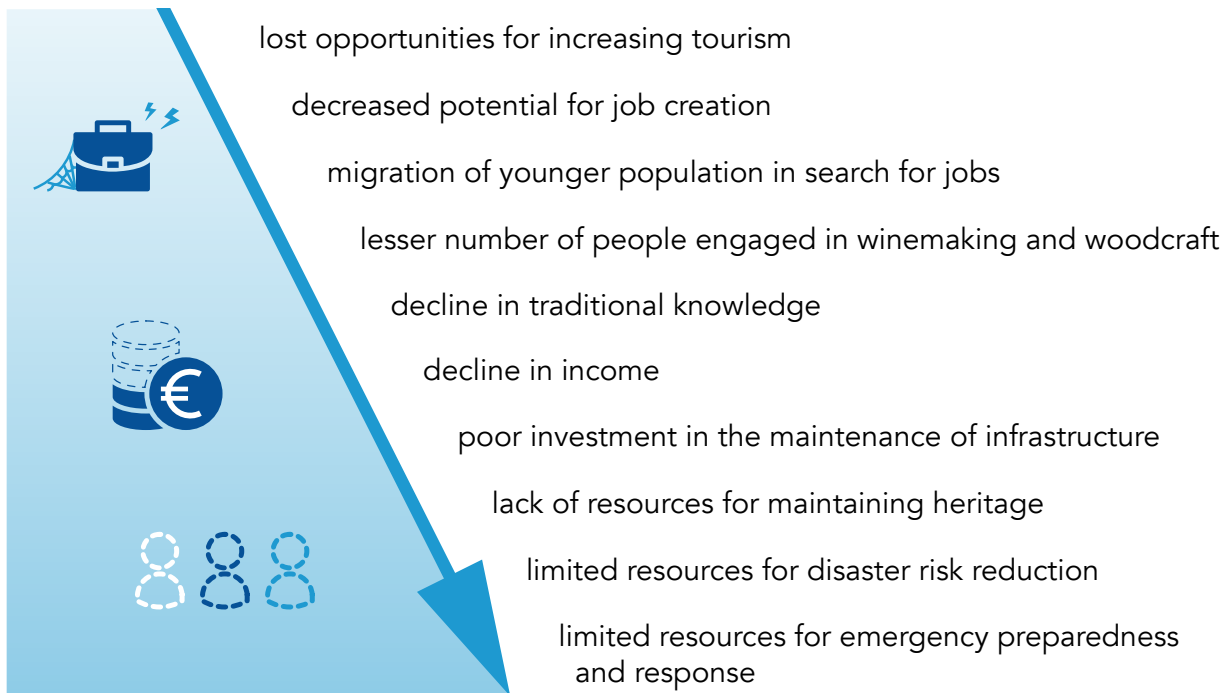 lost opportunities for increasing tourism
decreased potential for job creation
migration of younger population in search for jobs
lesser number of people engaged in winemaking and woodcraft
decline in traditional knowledge
decline in income
€
poor investment in the maintenance of infrastructure
lack of resources for maintaining heritage
limited resources for disaster risk reduction
limited resources for emergency preparedness
and response